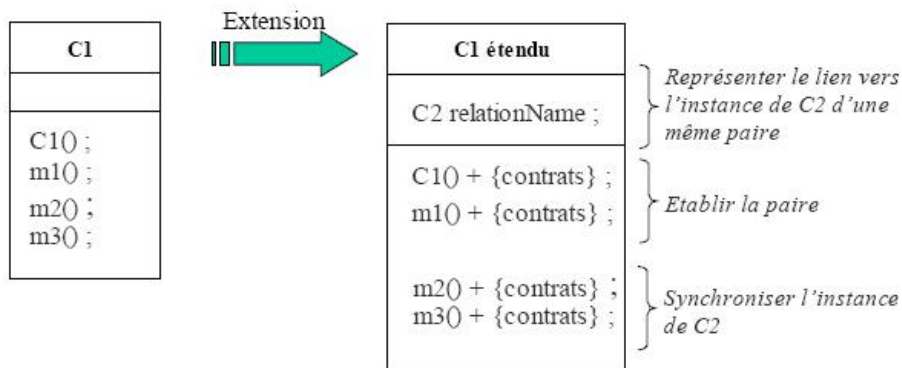 Extension
C1
C1() ;
m1() ;
m2() ;
m3() ;
C1 étendu
C2 relationName ;
C1() + {contrats} ;
m1() + {contrats} ;
m2() + {contrats} ;
m3() + {contrats} ;
Représenter le lien vers
l'instance de C2 d'une
même paire
Etablir la paire
Synchroniser l'instance
de C2